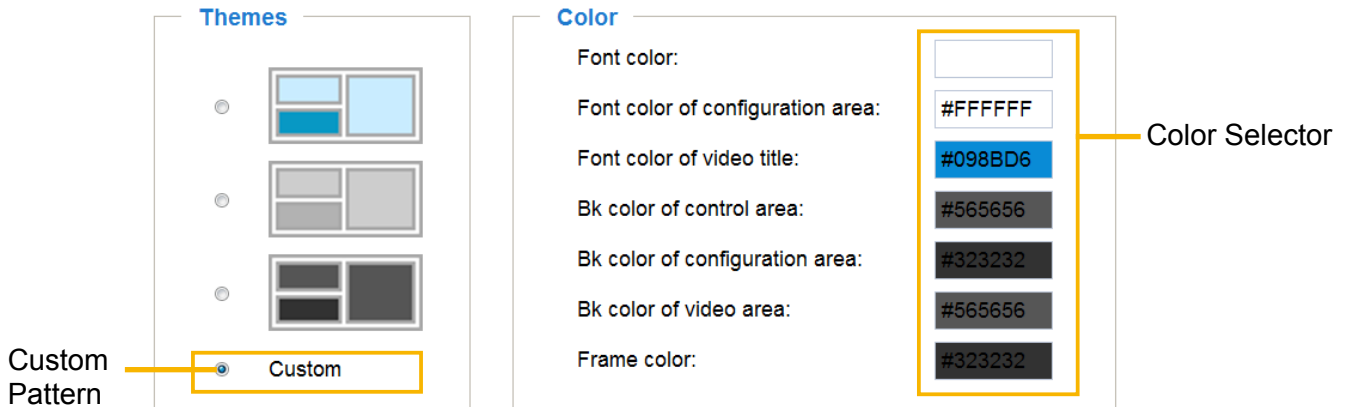 Themes
Color
Font color:
Font color of configuration area: #FFFFFF
Font color of video title: #098BD6
Bk color of control area: #565656
Bk color of configuration area: #323232
Bk color of video area: #565656
Frame color: #323232
Color Selector
Custom
Pattern
Custom